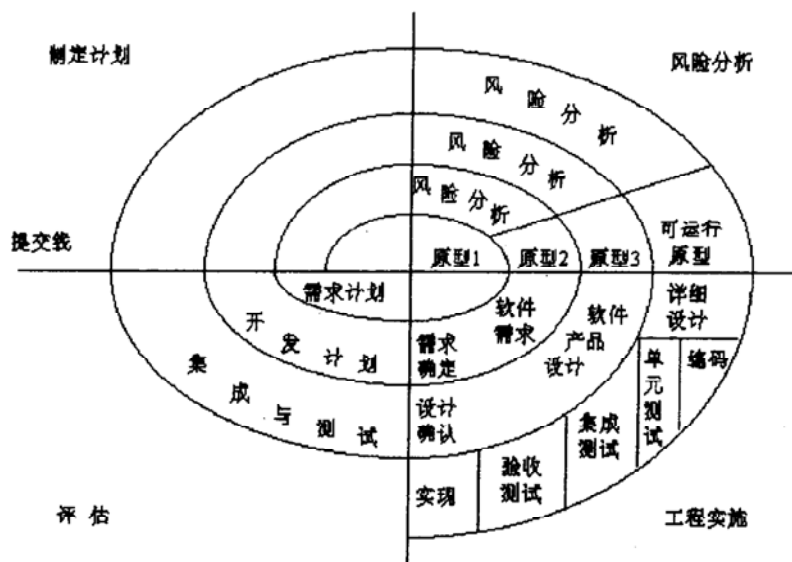 制定计划
风险分析
风险分析
风险分析
风险分析
提交线
原型1
原型2
原型3
可运行
原型
需求计划
开发计划
集成与测试
需求
确定
软件
需求
软件
产品
设计
详细
设计
设计
确认
单元测试
编码
集成
测试
验收
测试
实现
评估
工程实施